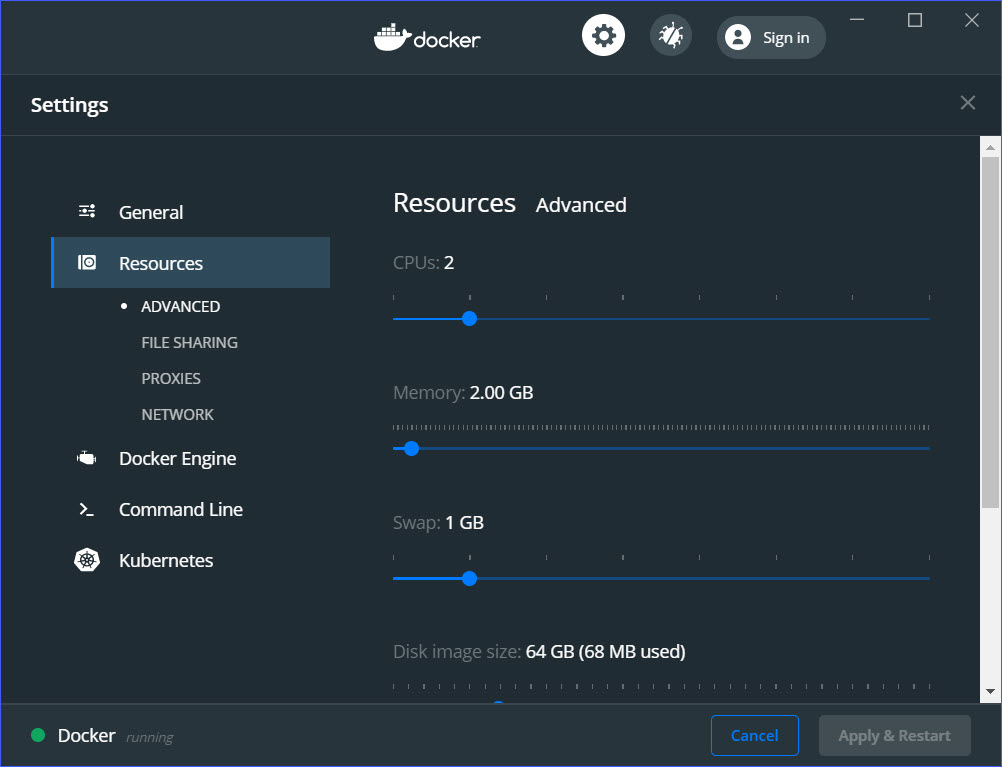 docker
Sign in
Settings
General
Resources
ADVANCED
FILE SHARING
PROXIES
NETWORK
Docker Engine
Command Line
Kubernetes
Resources Advanced
CPUs: 2
Memory: 2.00 GB
Swap: 1 GB
Disk image size: 64 GB (68 MB used)
Docker running
Cancel
Apply & Restart